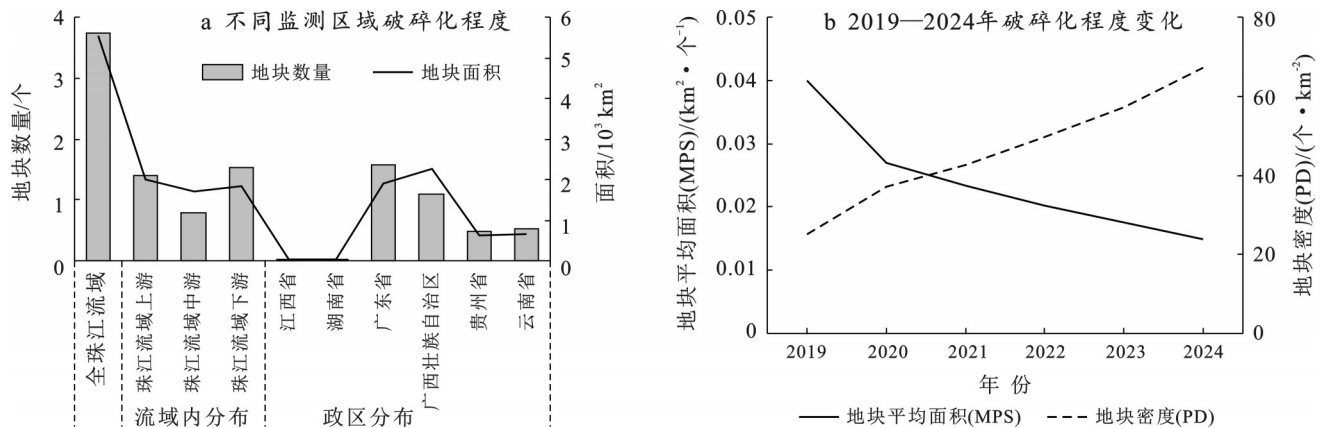 a 不同监测区域破碎化程度
地块数量/个
4
3
2
1
0
地块数量
地块面积
面积/10³ km²
6
5
4
3
2
1
0
全珠江流域
珠江流域上游
珠江流域中游
珠江流域下游
江西省
湖南省
广东省
广西壮族自治区
贵州省
云南省
流域内分布
政区分布
b 2019—2024年破碎化程度变化
地块平均面积(MPS)/(km²·个⁻¹)
0.05
0.04
0.03
0.02
0.01
0
地块密度(PD)/(个·km⁻²)
80
60
40
20
0
2019 2020 2021 2022 2023 2024
年 份
地块平均面积(MPS) 地块密度(PD)